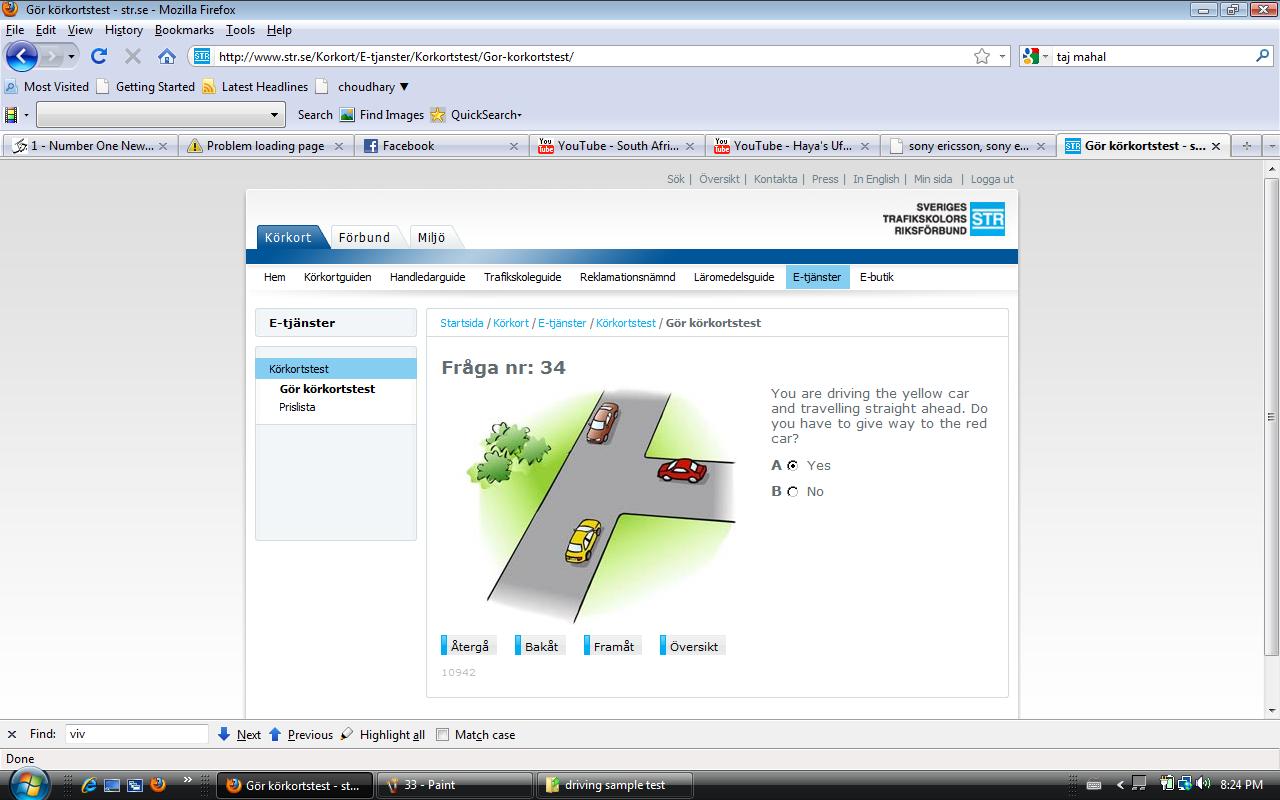 Gör körkortstest - str.se - Mozilla Firefox
File Edit View History Bookmarks Tools Help
STR http://www.str.se/Korkort/E-tjanster/Korkortstest/Gor-korkortstest/ taj mahal
Most Visited Getting Started Latest Headlines choudhary
Search Find Images QuickSearch
1 - Number One New... Problem loading page Facebook YouTube - South Afri... YouTube - Haya's Uf... sony ericsson, sony e... Gör körkortstest - s...
Sök | Översikt | Kontakta | Press | In English | Min sida | Logga ut
SVERIGES
TRAFIKSKOLORS
RIKSFÖRBUND
STR
Körkort Förbund Miljö
Hem Körkortguiden Handledarguide Trafikskoleguide Reklamationsnämnd Läromedelsguide E-tjänster E-butik
E-tjänster
Körkortstest
Gör körkortstest
Prislista
Startsida / Körkort / E-tjänster / Körkortstest / Gör körkortstest
Fråga nr: 34
You are driving the yellow car
and travelling straight ahead. Do
you have to give way to the red
car?
A Yes
B No
Återgå Bakåt Framåt Översikt
10942
Find: viv Next Previous Highlight all Match case
Done
Gör körkortstest - st... 33 - Paint driving sample test 8:24 PM